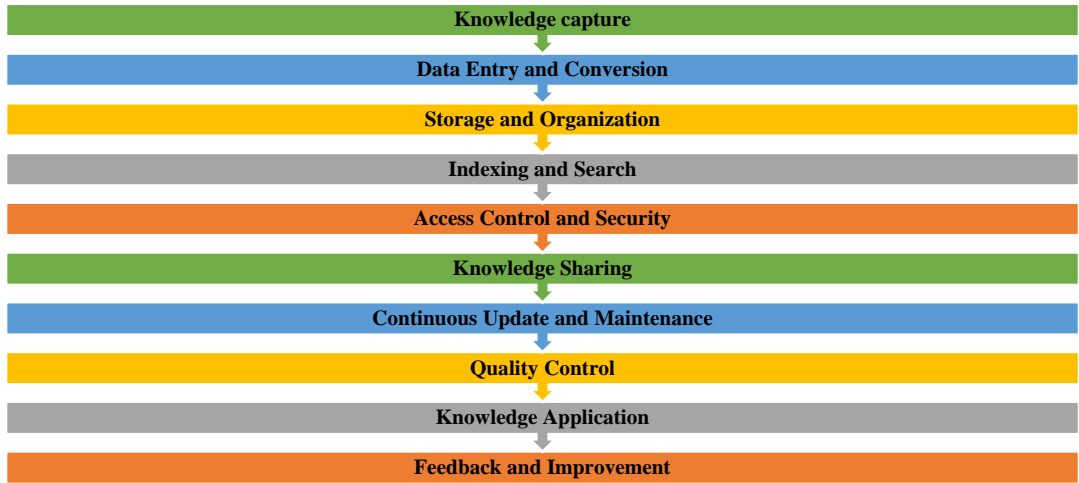 Knowledge capture
Data Entry and Conversion
Storage and Organization
Indexing and Search
Access Control and Security
Knowledge Sharing
Continuous Update and Maintenance
Quality Control
Knowledge Application
Feedback and Improvement